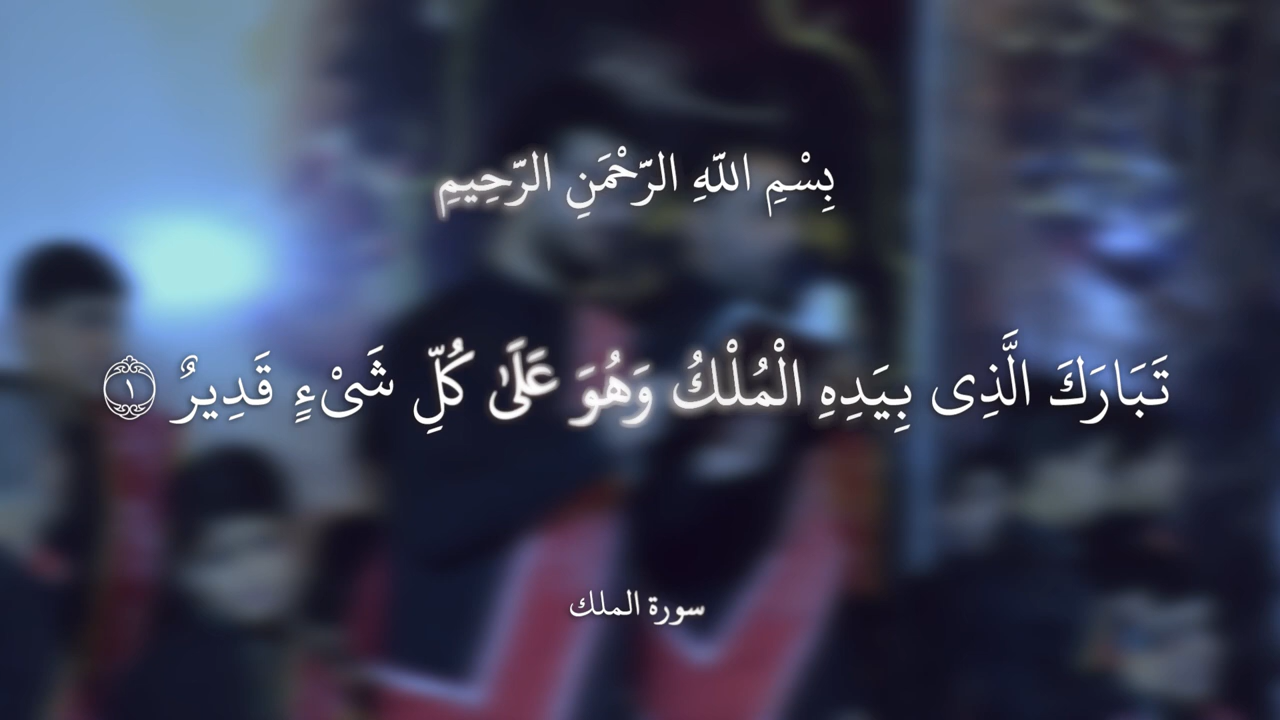 بِسْمِ اللّهِ الرّحْمَنِ الرّحِيمِ
تَبَارَكَ الَّذِى بِيَدِهِ الْمُلْكُ وَهُوَ عَلَىٰ كُلِّ شَىْءٍ قَدِيرٌ ١
سورة الملك